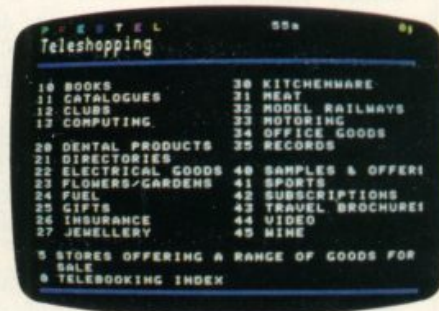 PRESTEL 55a 0p
Teleshopping
10 BOOKS
11 CATALOGUES
12 CLUBS
13 COMPUTING
20 DENTAL PRODUCTS
21 DIRECTORIES
22 ELECTRICAL GOODS
23 FLOWERS/GARDENS
24 FUEL
25 GIFTS
26 INSURANCE
27 JEWELLERY
30 KITCHENWARE
31 MEAT
32 MODEL RAILWAYS
33 MOTORING
34 OFFICE GOODS
35 RECORDS
40 SAMPLES & OFFERS
41 SPORTS
42 SUBSCRIPTIONS
43 TRAVEL BROCHURES
44 VIDEO
45 WINE
5 STORES OFFERING A RANGE OF GOODS FOR
SALE
0 TELEBOOKING INDEX